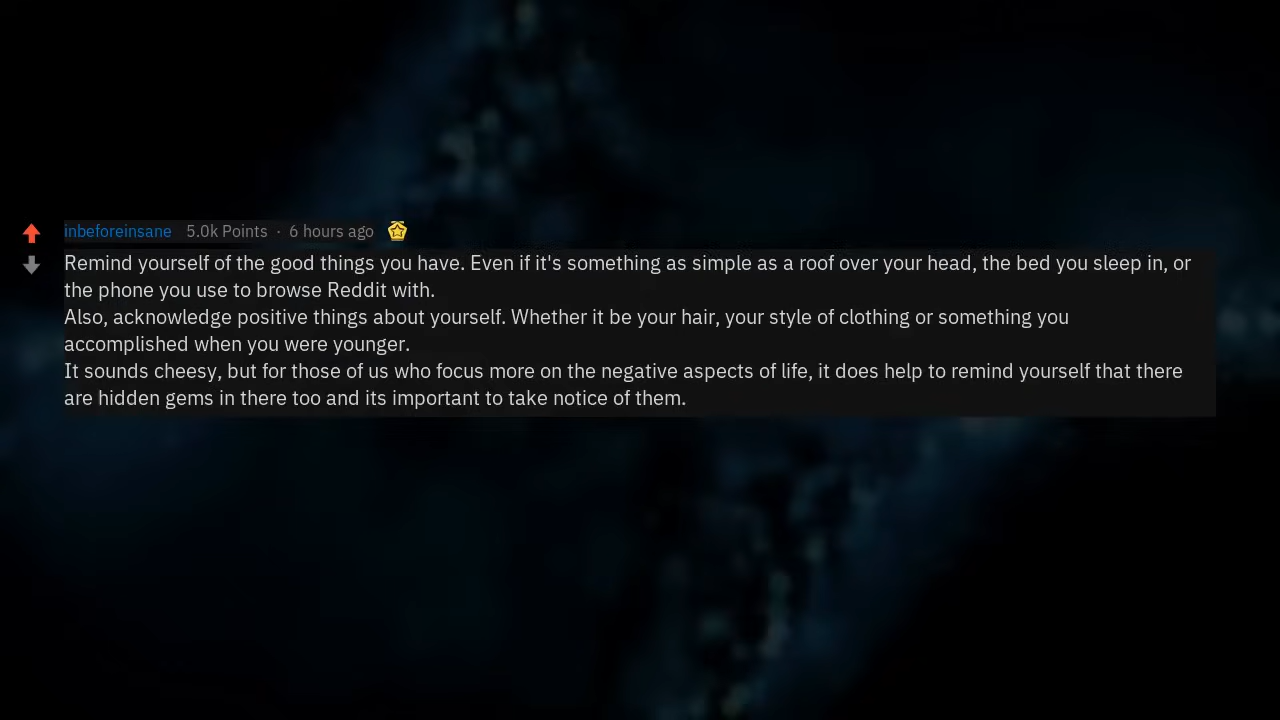 inbeforeinsane 5.0k Points · 6 hours ago
Remind yourself of the good things you have. Even if it's something as simple as a roof over your head, the bed you sleep in, or
the phone you use to browse Reddit with.
Also, acknowledge positive things about yourself. Whether it be your hair, your style of clothing or something you
accomplished when you were younger.
It sounds cheesy, but for those of us who focus more on the negative aspects of life, it does help to remind yourself that there
are hidden gems in there too and its important to take notice of them.